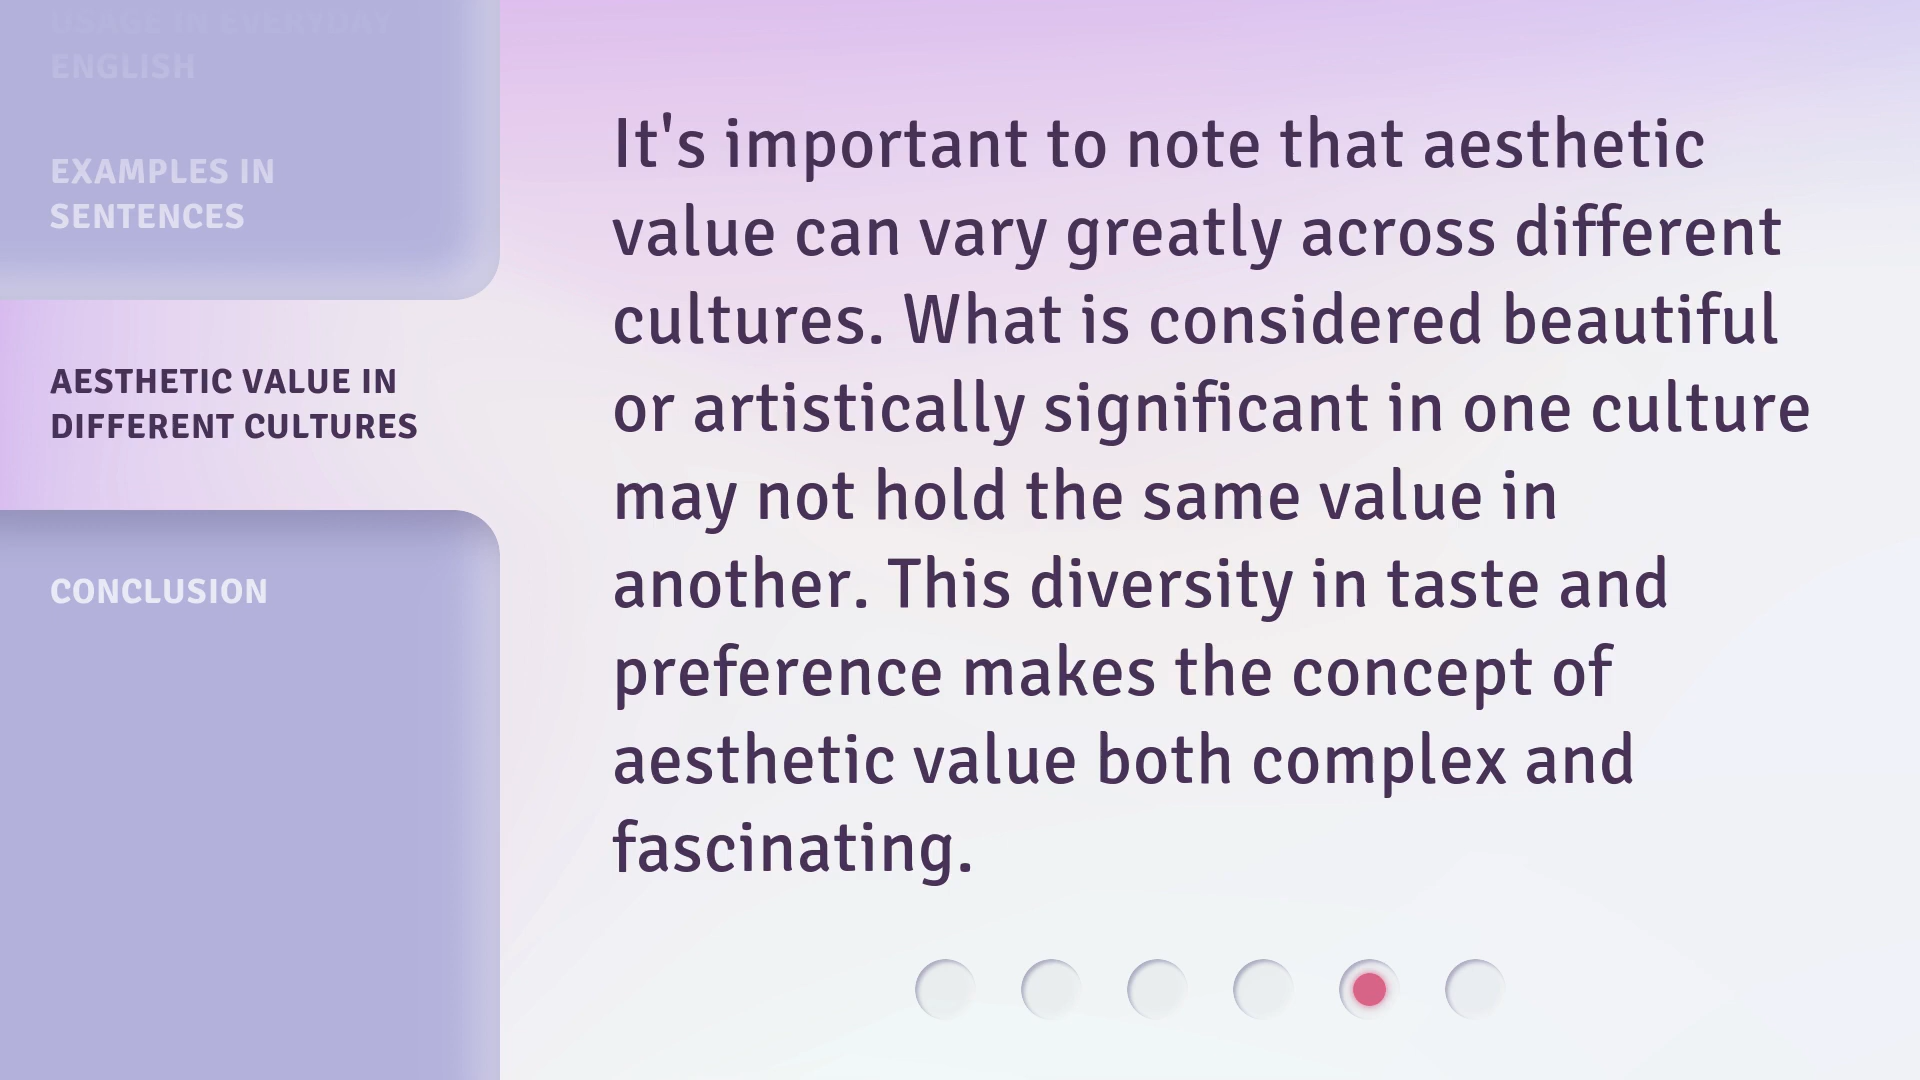 USAGE IN EVERYDAY
ENGLISH
EXAMPLES IN
SENTENCES
AESTHETIC VALUE IN
DIFFERENT CULTURES
CONCLUSION
It's important to note that aesthetic
value can vary greatly across different
cultures. What is considered beautiful
or artistically significant in one culture
may not hold the same value in
another. This diversity in taste and
preference makes the concept of
aesthetic value both complex and
fascinating.